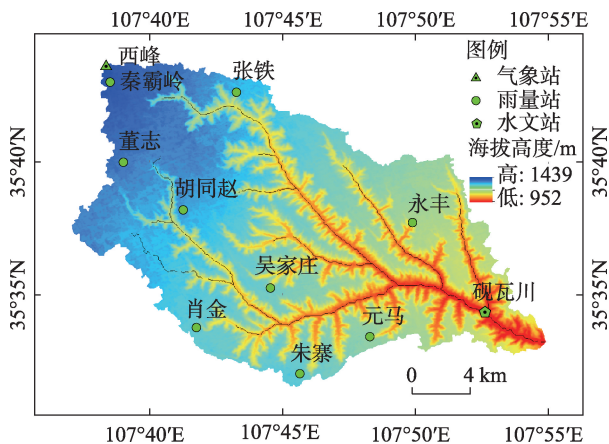 107°40′E 107°45′E 107°50′E 107°55′E
西峰
秦霸岭
张铁
董志
胡同赵
永丰
吴家庄
砚瓦川
肖金
元马
朱寨
图例
气象站
雨量站
水文站
海拔高度/m
高: 1439
低: 952
35°40′N
35°35′N
35°40′N
35°35′N
0 4 km
107°40′E 107°45′E 107°50′E 107°55′E